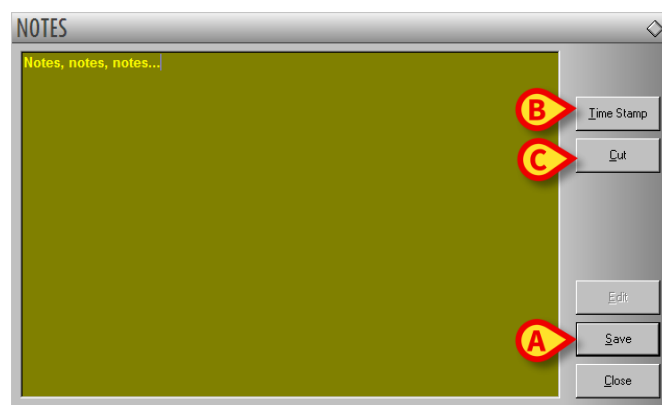 NOTES
Notes, notes, notes...
B
Time Stamp
C
Cut
Edit
A
Save
Close